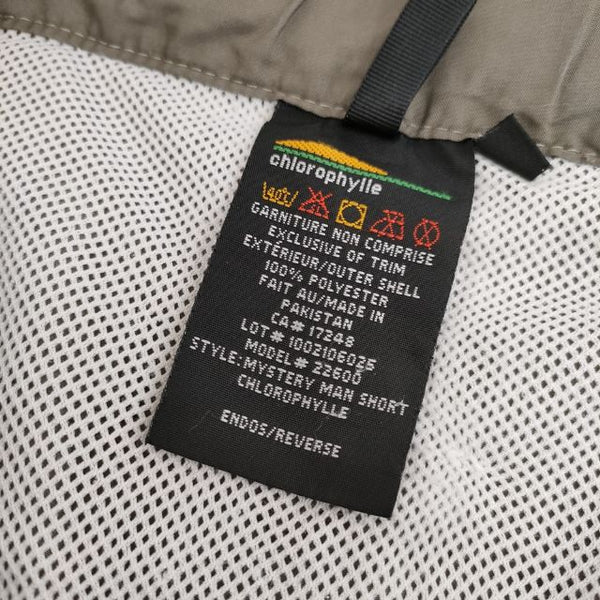 chlorophylle
40°
GARNITURE NON COMPRISE
EXCLUSIVE OF TRIM
EXTÉRIEUR/OUTER SHELL
100% POLYESTER
FAIT AU/MADE IN
PAKISTAN
CA# 17248
LOT# 1002106025
MODEL# 22600
STYLE:MYSTERY MAN SHORT
CHLOROPHYLLE
ENDOS/REVERSE